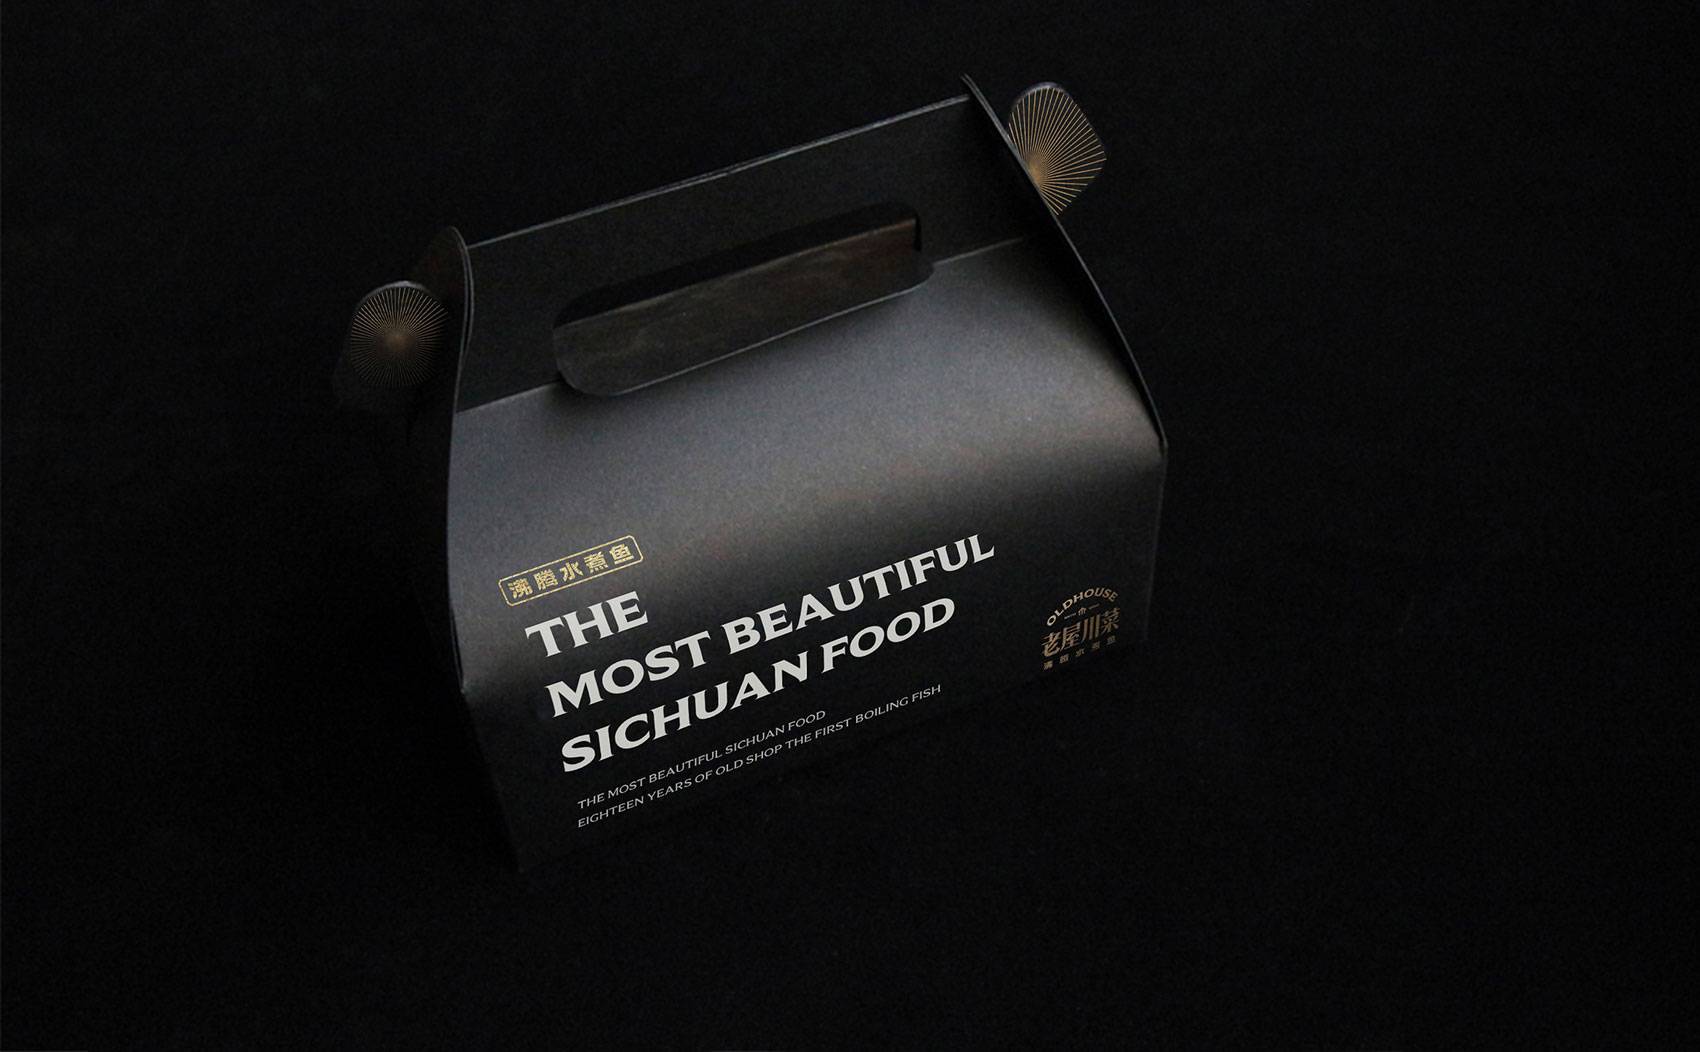 沸腾水煮鱼
THE
MOST BEAUTIFUL
SICHUAN FOOD
THE MOST BEAUTIFUL SICHUAN FOOD
EIGHTEEN YEARS OF OLD SHOP THE FIRST BOILING FISH
OLDHOUSE
老屋川菜
沸腾水煮鱼